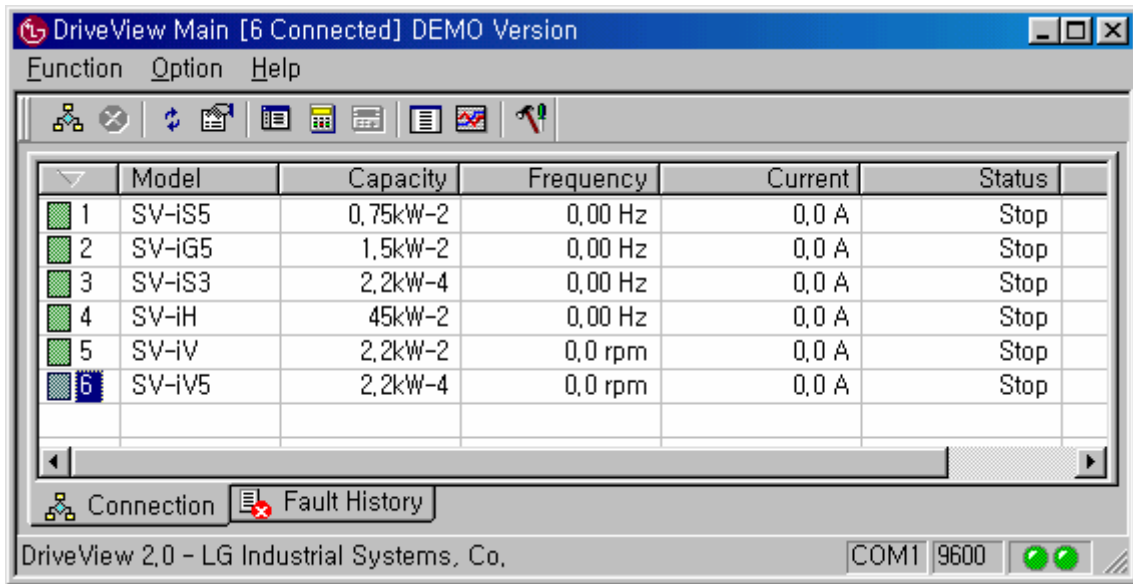 DriveView Main [6 Connected] DEMO Version
Function Option Help
Model Capacity Frequency Current Status
1 SV-iS5 0.75kW-2 0.00 Hz 0.0 A Stop
2 SV-iG5 1.5kW-2 0.00 Hz 0.0 A Stop
3 SV-iS3 2.2kW-4 0.00 Hz 0.0 A Stop
4 SV-iH 45kW-2 0.00 Hz 0.0 A Stop
5 SV-iV 2.2kW-2 0.0 rpm 0.0 A Stop
6 SV-iV5 2.2kW-4 0.0 rpm 0.0 A Stop
Connection Fault History
DriveView 2.0 - LG Industrial Systems, Co. COM1 9600